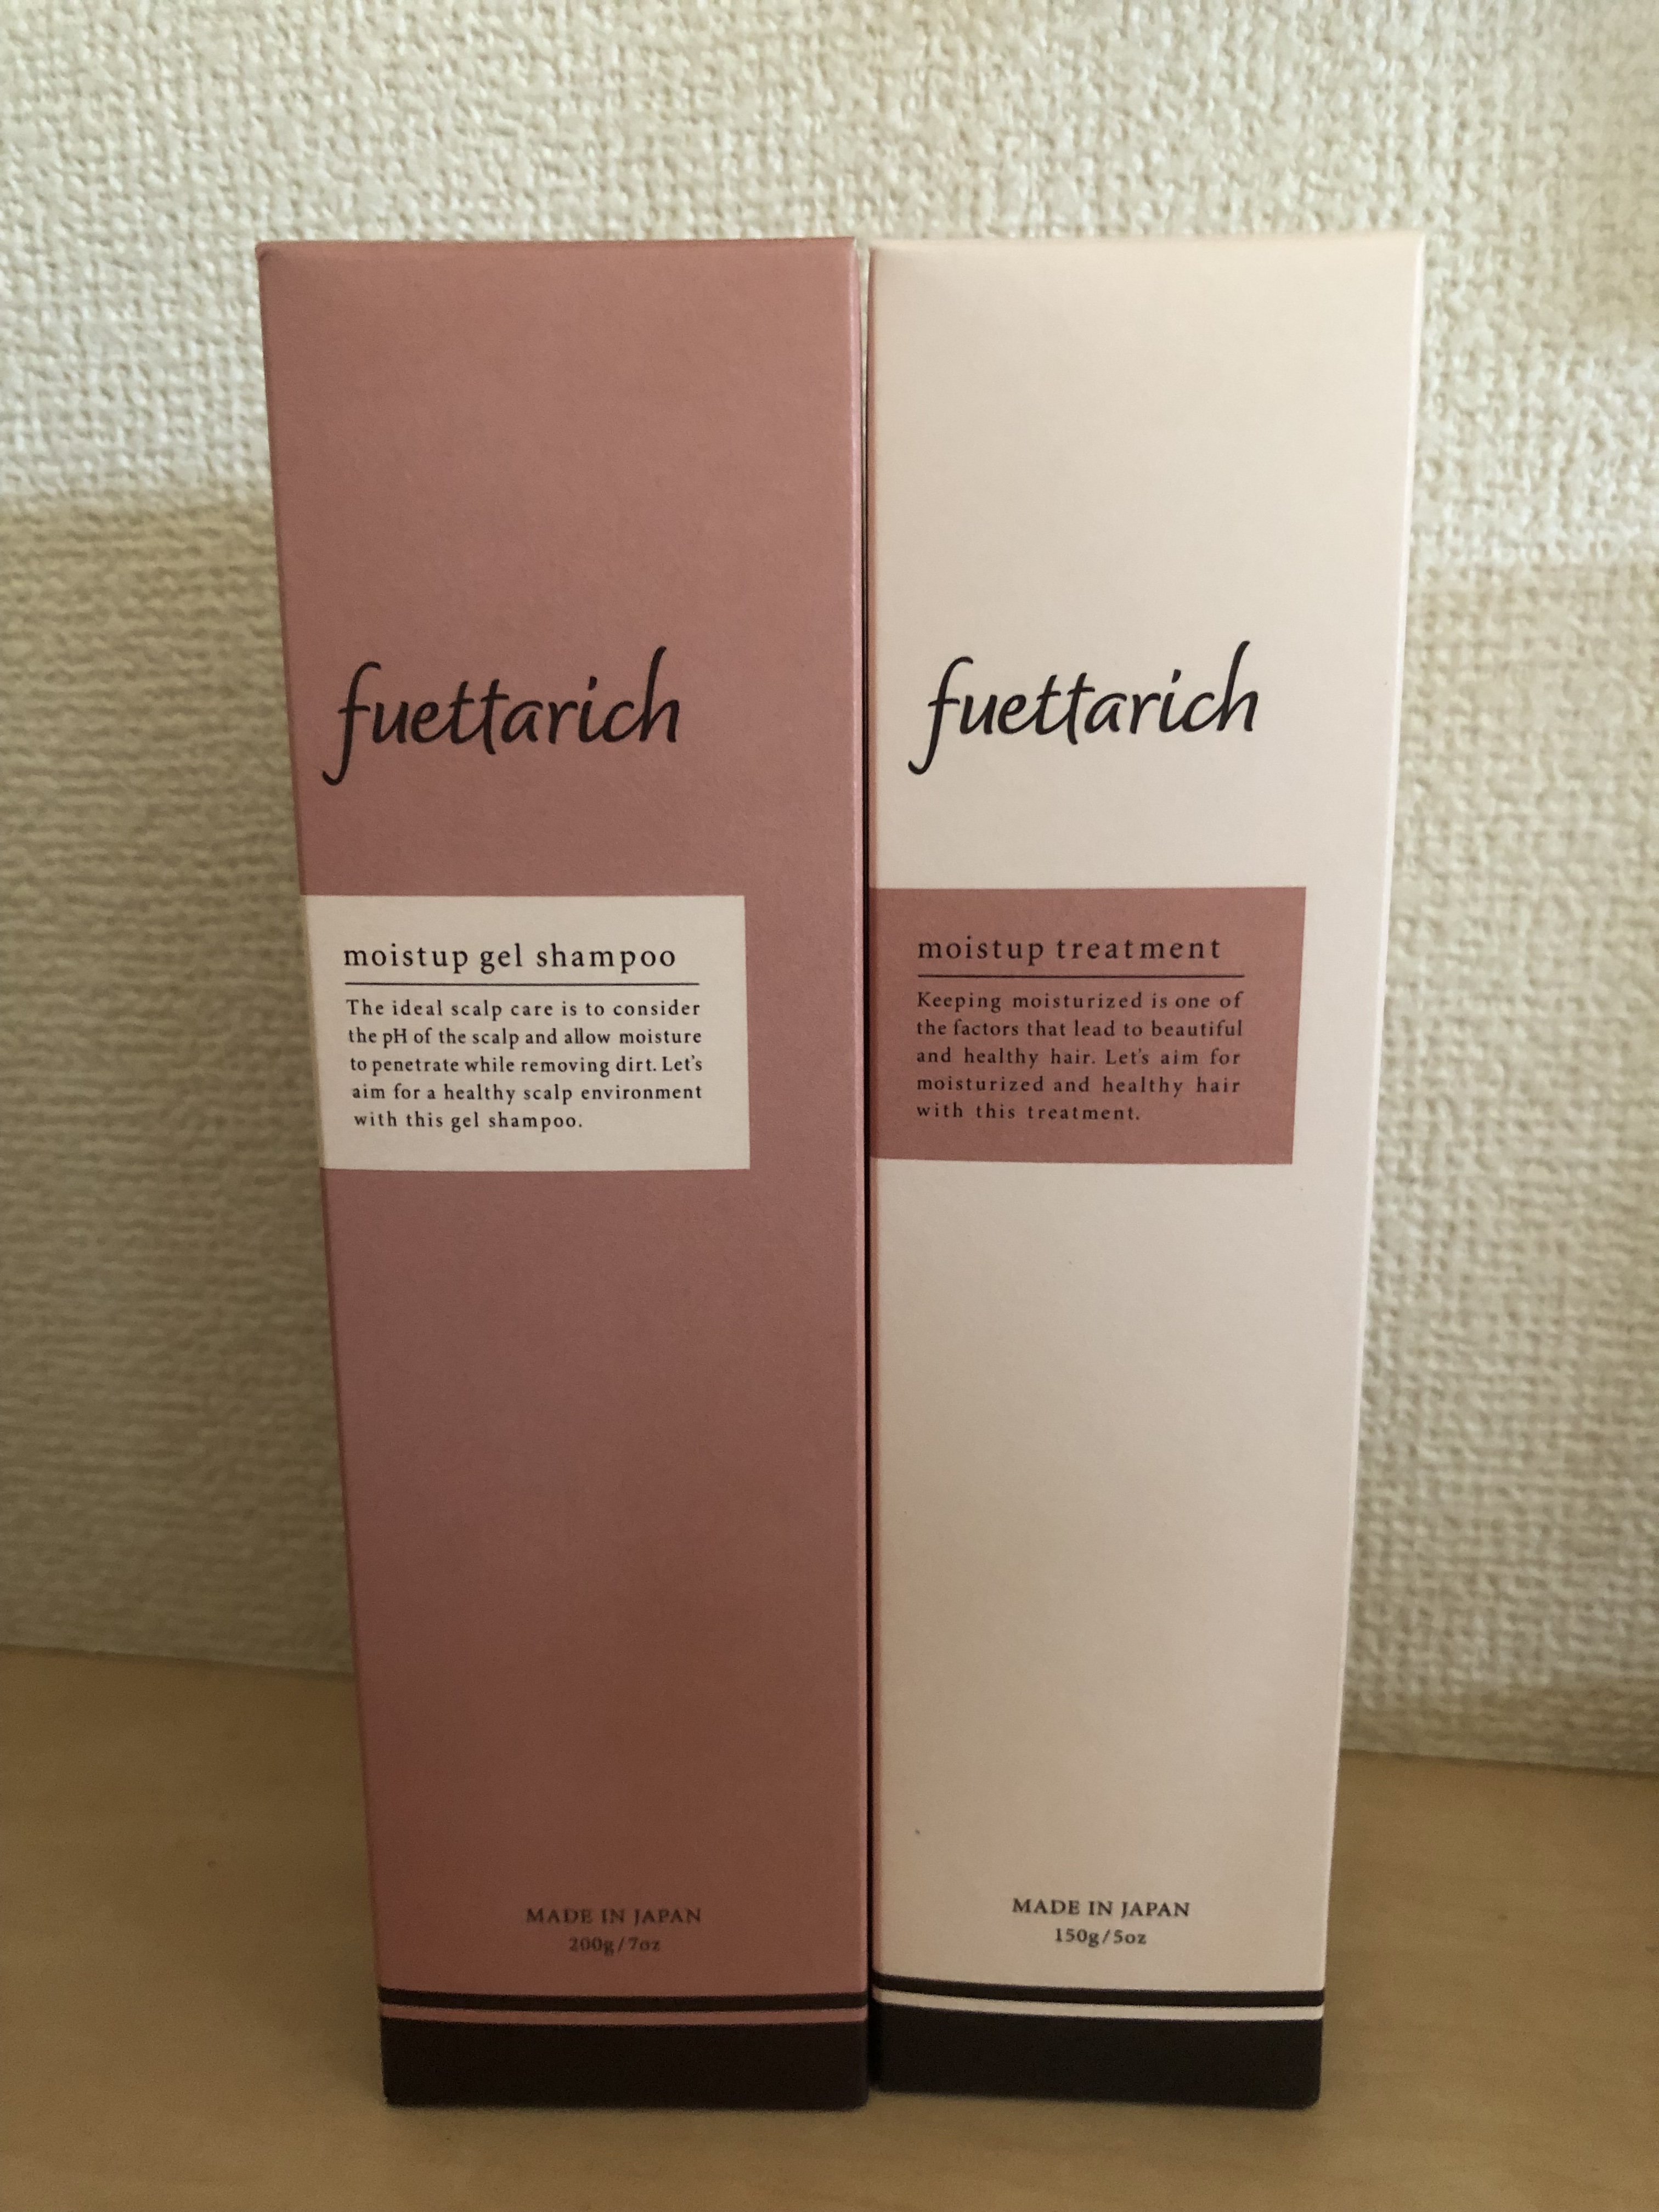 fuettarich
moistup gel shampoo
The ideal scalp care is to consider
the pH of the scalp and allow moisture
to penetrate while removing dirt. Let's
aim for a healthy scalp environment
with this gel shampoo.
MADE IN JAPAN
200g/7oz
fuettarich
moistup treatment
Keeping moisturized is one of
the factors that lead to beautiful
and healthy hair. Let's aim for
moisturized and healthy hair
with this treatment.
MADE IN JAPAN
150g/5oz